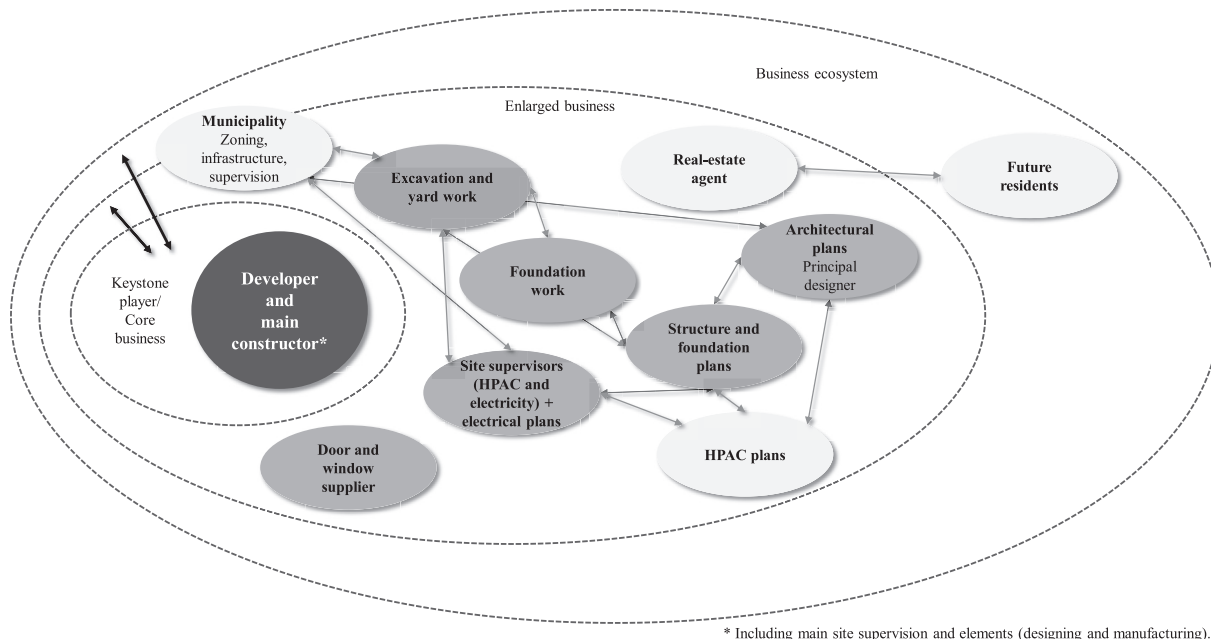 Business ecosystem
Enlarged business
Municipality
Zoning,
infrastructure,
supervision
Excavation and
yard work
Real-estate
agent
Future
residents
Architectural
plans
Principal
designer
Keystone
player/
Core
business
Developer
and
main
constructor*
Foundation
work
Structure and
foundation
plans
Site supervisors
(HPAC and
electricity) +
electrical plans
Door and
window
supplier
HPAC plans
* Including main site supervision and elements (designing and manufacturing).